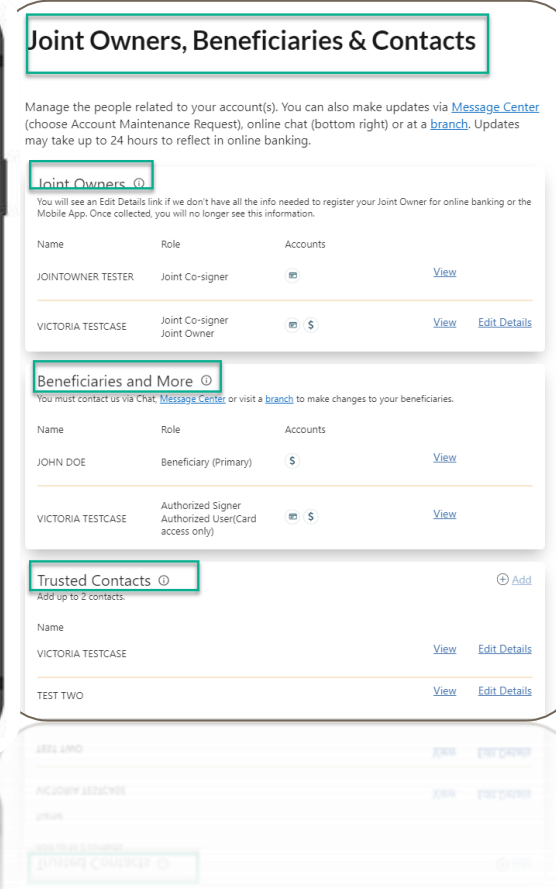 Joint Owners, Beneficiaries & Contacts
Manage the people related to your account(s). You can also make updates via Message Center
(choose Account Maintenance Request), online chat (bottom right) or at a branch. Updates
may take up to 24 hours to reflect in online banking.
Joint Owners
You will see an Edit Details link if we don't have all the info needed to register your Joint Owner for online banking or the
Mobile App. Once collected, you will no longer see this information.
Name Role Accounts
JOINTOWNER TESTER Joint Co-signer View
VICTORIA TESTCASE Joint Co-signer $ View Edit Details
Joint Owner
Beneficiaries and More
You must contact us via Chat, Message Center or visit a branch to make changes to your beneficiaries.
Name Role Accounts
JOHN DOE Beneficiary (Primary) $ View
Authorized Signer
VICTORIA TESTCASE Authorized User(Card $ View
access only)
Trusted Contacts Add
Add up to 2 contacts.
Name
VICTORIA TESTCASE View Edit Details
TEST TWO View Edit Details